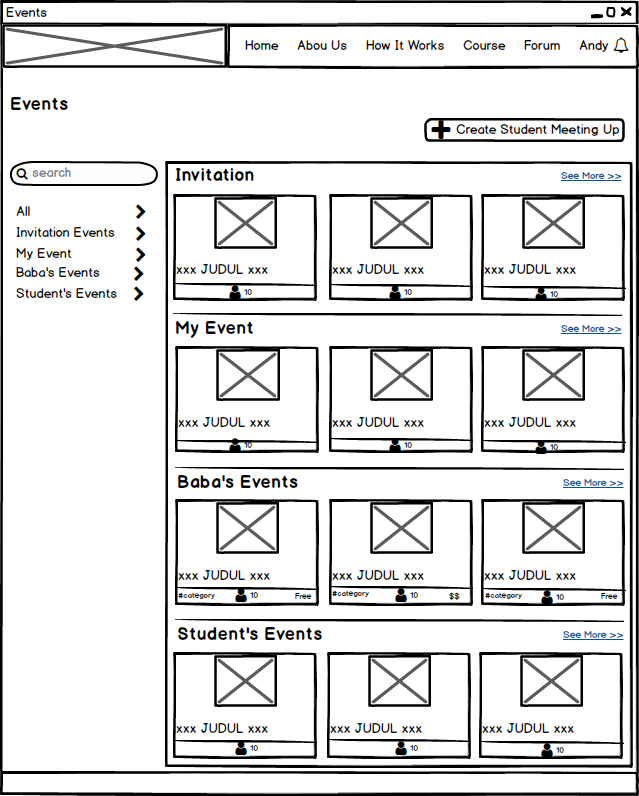 Events
Home Abou Us How It Works Course Forum Andy
Events
Create Student Meeting Up
search
All
Invitation Events
My Event
Baba's Events
Student's Events
Invitation See More >>
xxx JUDUL xxx xxx JUDUL xxx xxx JUDUL xxx
10 10 10
My Event See More >>
xxx JUDUL xxx xxx JUDUL xxx xxx JUDUL xxx
10 10 10
Baba's Events See More >>
xxx JUDUL xxx xxx JUDUL xxx xxx JUDUL xxx
#category 10 Free #category 10 $$ #category 10 Free
Student's Events See More >>
xxx JUDUL xxx xxx JUDUL xxx xxx JUDUL xxx
10 10 10